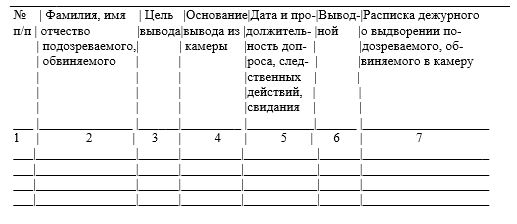 № | Фамилия, имя | Цель |Основание|Дата и про-|Вывод-|Расписка дежурного
п/п| отчество |вывода|вывода из |должитель-|ной |о выдворении по-
| подозреваемого,| |камеры |ность доп-| |дозреваемого, об-
| обвиняемого | | |роса, след-| |виняемого в камеру
| | | |ственных | |
| | | |действий, | |
| | | |свидания | |
1 | 2 | 3 | 4 | 5 | 6 | 7